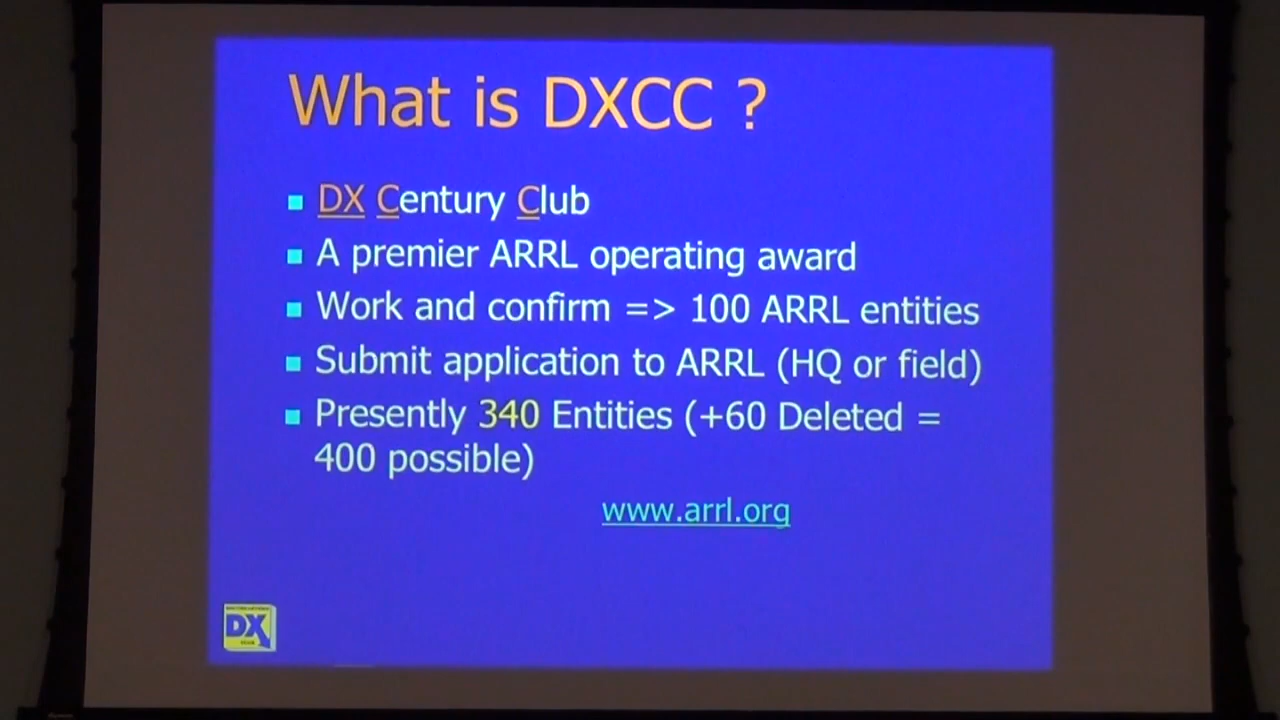 What is DXCC ?
DX Century Club
A premier ARRL operating award
Work and confirm => 100 ARRL entities
Submit application to ARRL (HQ or field)
Presently 340 Entities (+60 Deleted =
400 possible)
www.arrl.org
DX